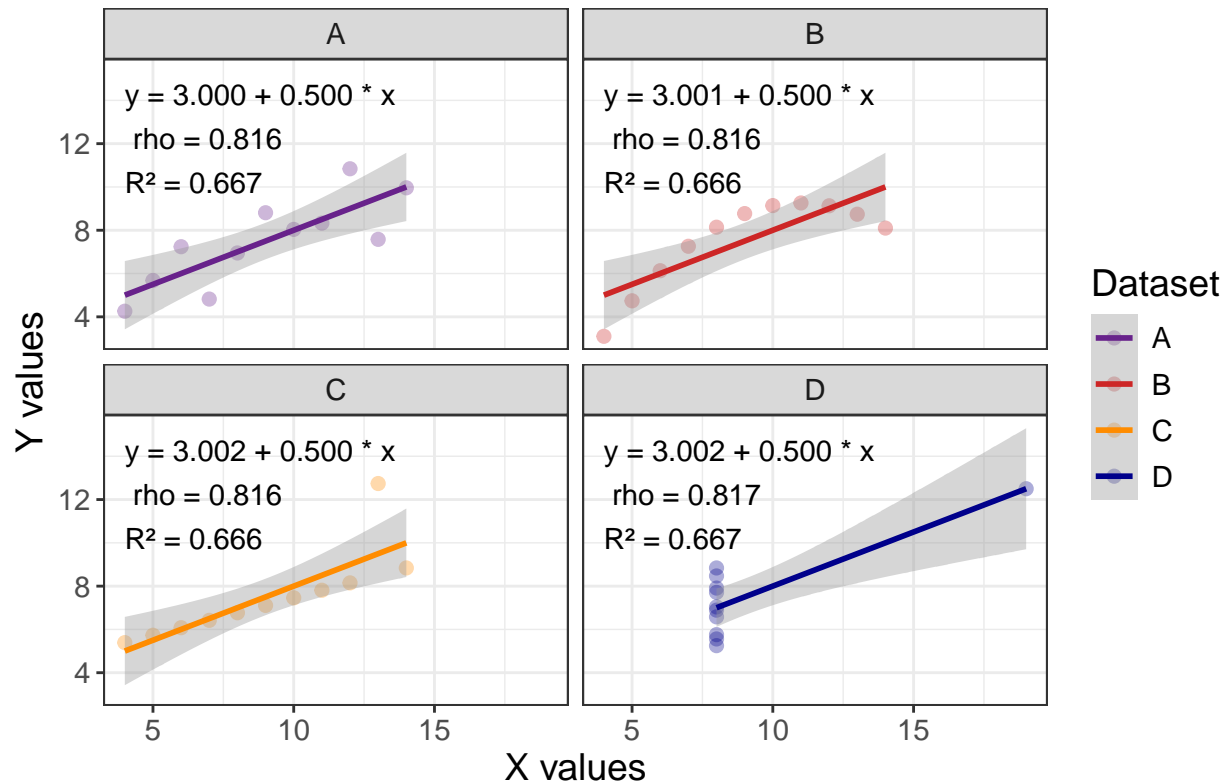 A
B
y = 3.000 + 0.500 * x
rho = 0.816
R² = 0.667
y = 3.001 + 0.500 * x
rho = 0.816
R² = 0.666
12
8
4
C
D
y = 3.002 + 0.500 * x
rho = 0.816
R² = 0.666
y = 3.002 + 0.500 * x
rho = 0.817
R² = 0.667
12
8
4
5
10
15
5
10
15
X values
Y values
Dataset
A
B
C
D